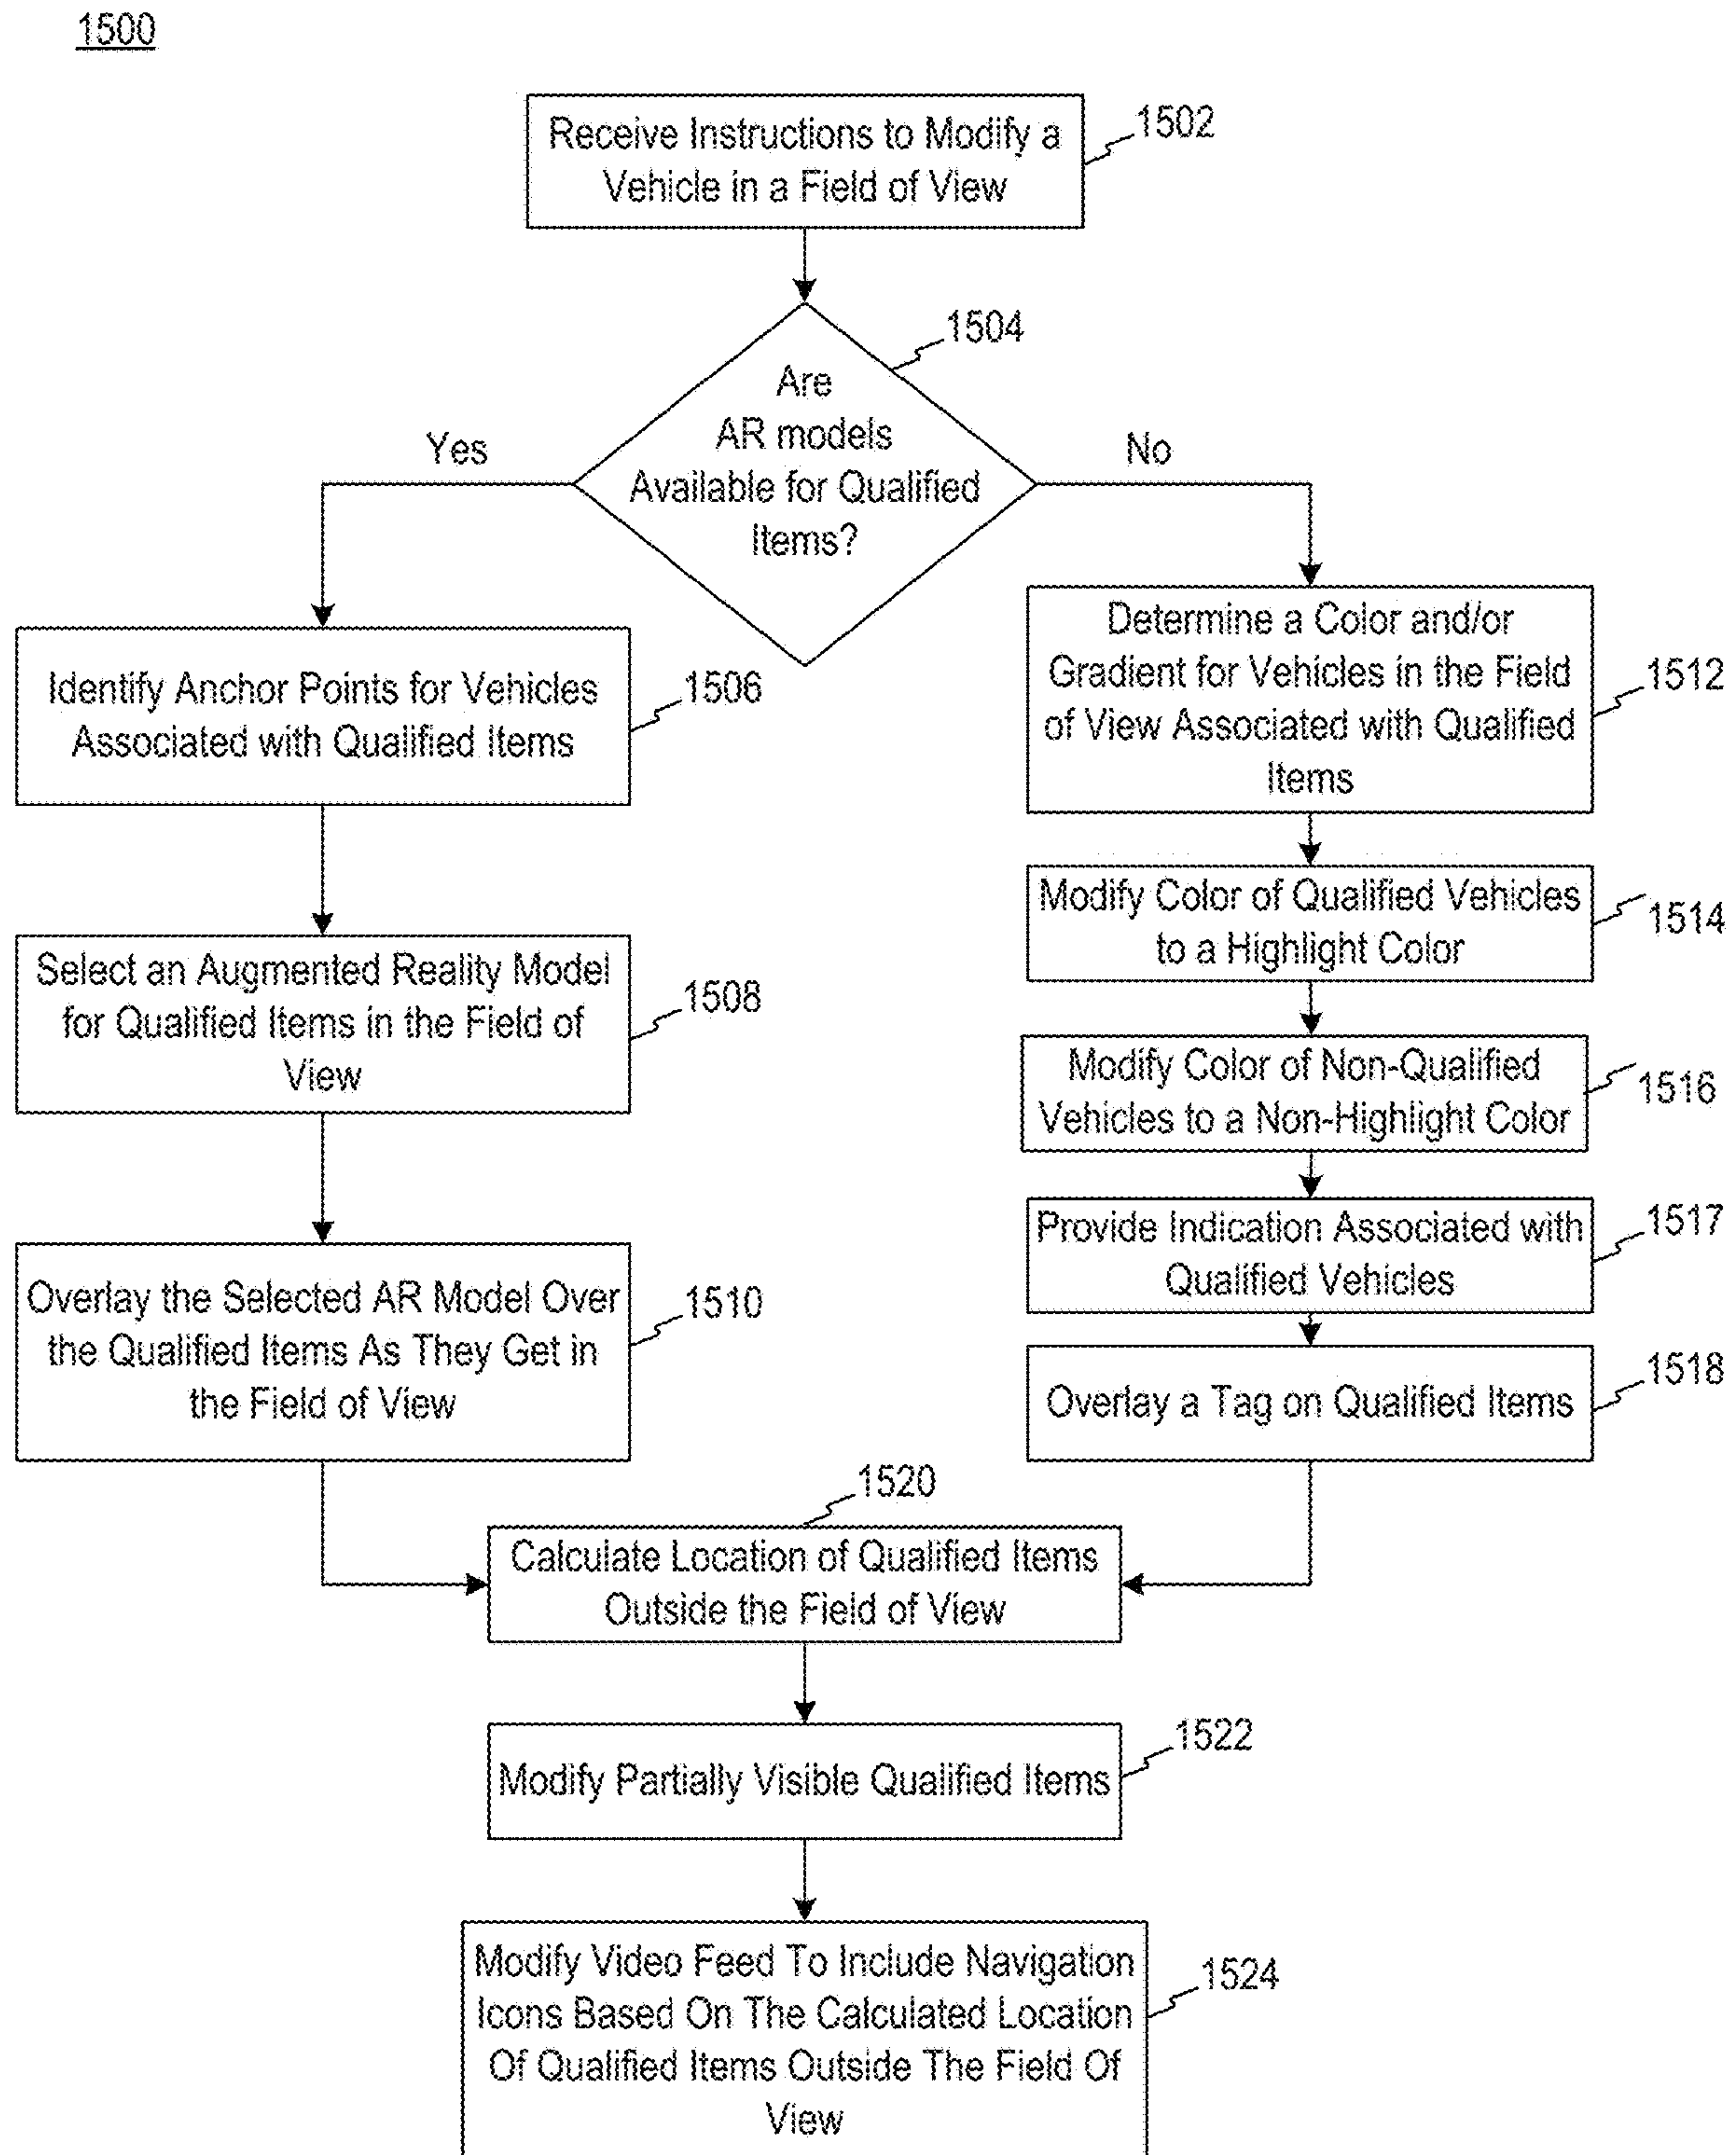 1500
Receive Instructions to Modify a
Vehicle in a Field of View
1502
1504
Are
AR models
Available for Qualified
Items?
Yes
No
Identify Anchor Points for Vehicles
Associated with Qualified Items
1506
Determine a Color and/or
Gradient for Vehicles in the Field
of View Associated with Qualified
Items
1512
Modify Color of Qualified Vehicles
to a Highlight Color
1514
Select an Augmented Reality Model
for Qualified Items in the Field of
View
1508
Modify Color of Non-Qualified
Vehicles to a Non-Highlight Color
1516
Provide Indication Associated with
Qualified Vehicles
1517
Overlay the Selected AR Model Over
the Qualified Items As They Get in
the Field of View
1510
Overlay a Tag on Qualified Items
1518
1520
Calculate Location of Qualified Items
Outside the Field of View
Modify Partially Visible Qualified Items
1522
Modify Video Feed To Include Navigation
Icons Based On The Calculated Location
Of Qualified Items Outside The Field Of
View
1524